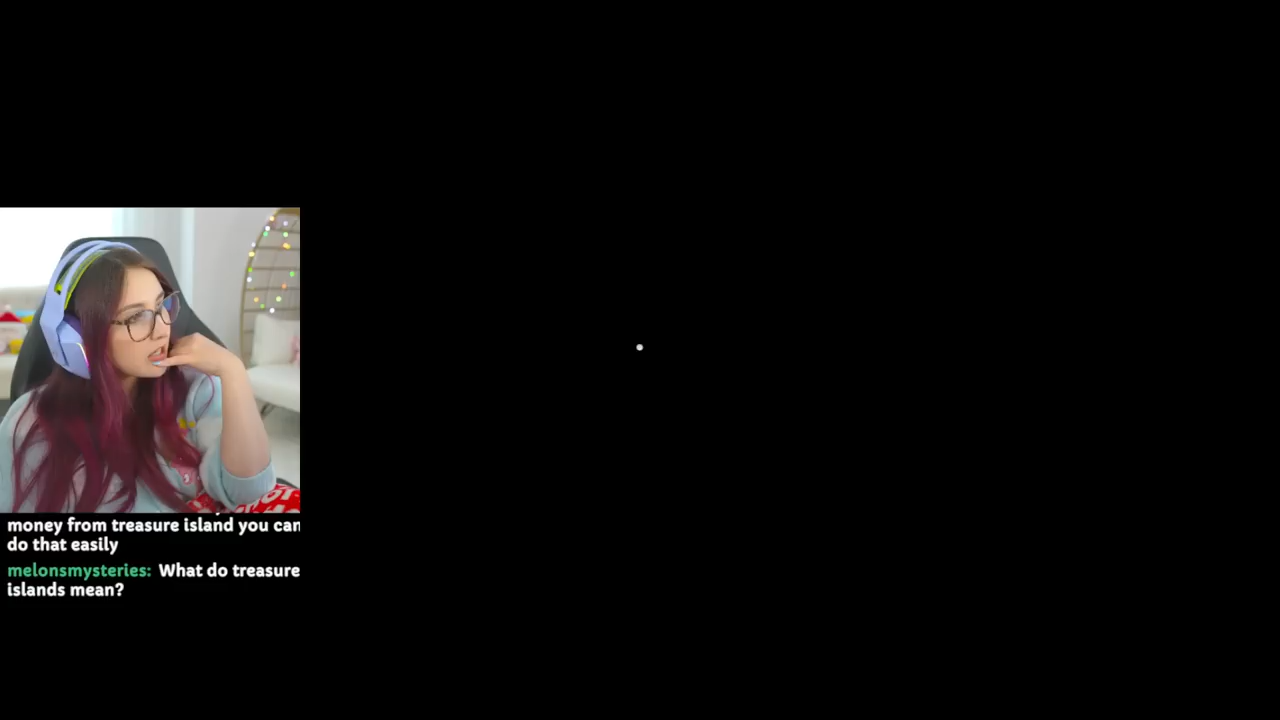 money from treasure island you can
do that easily
melonsmysteries: What do treasure
islands mean?